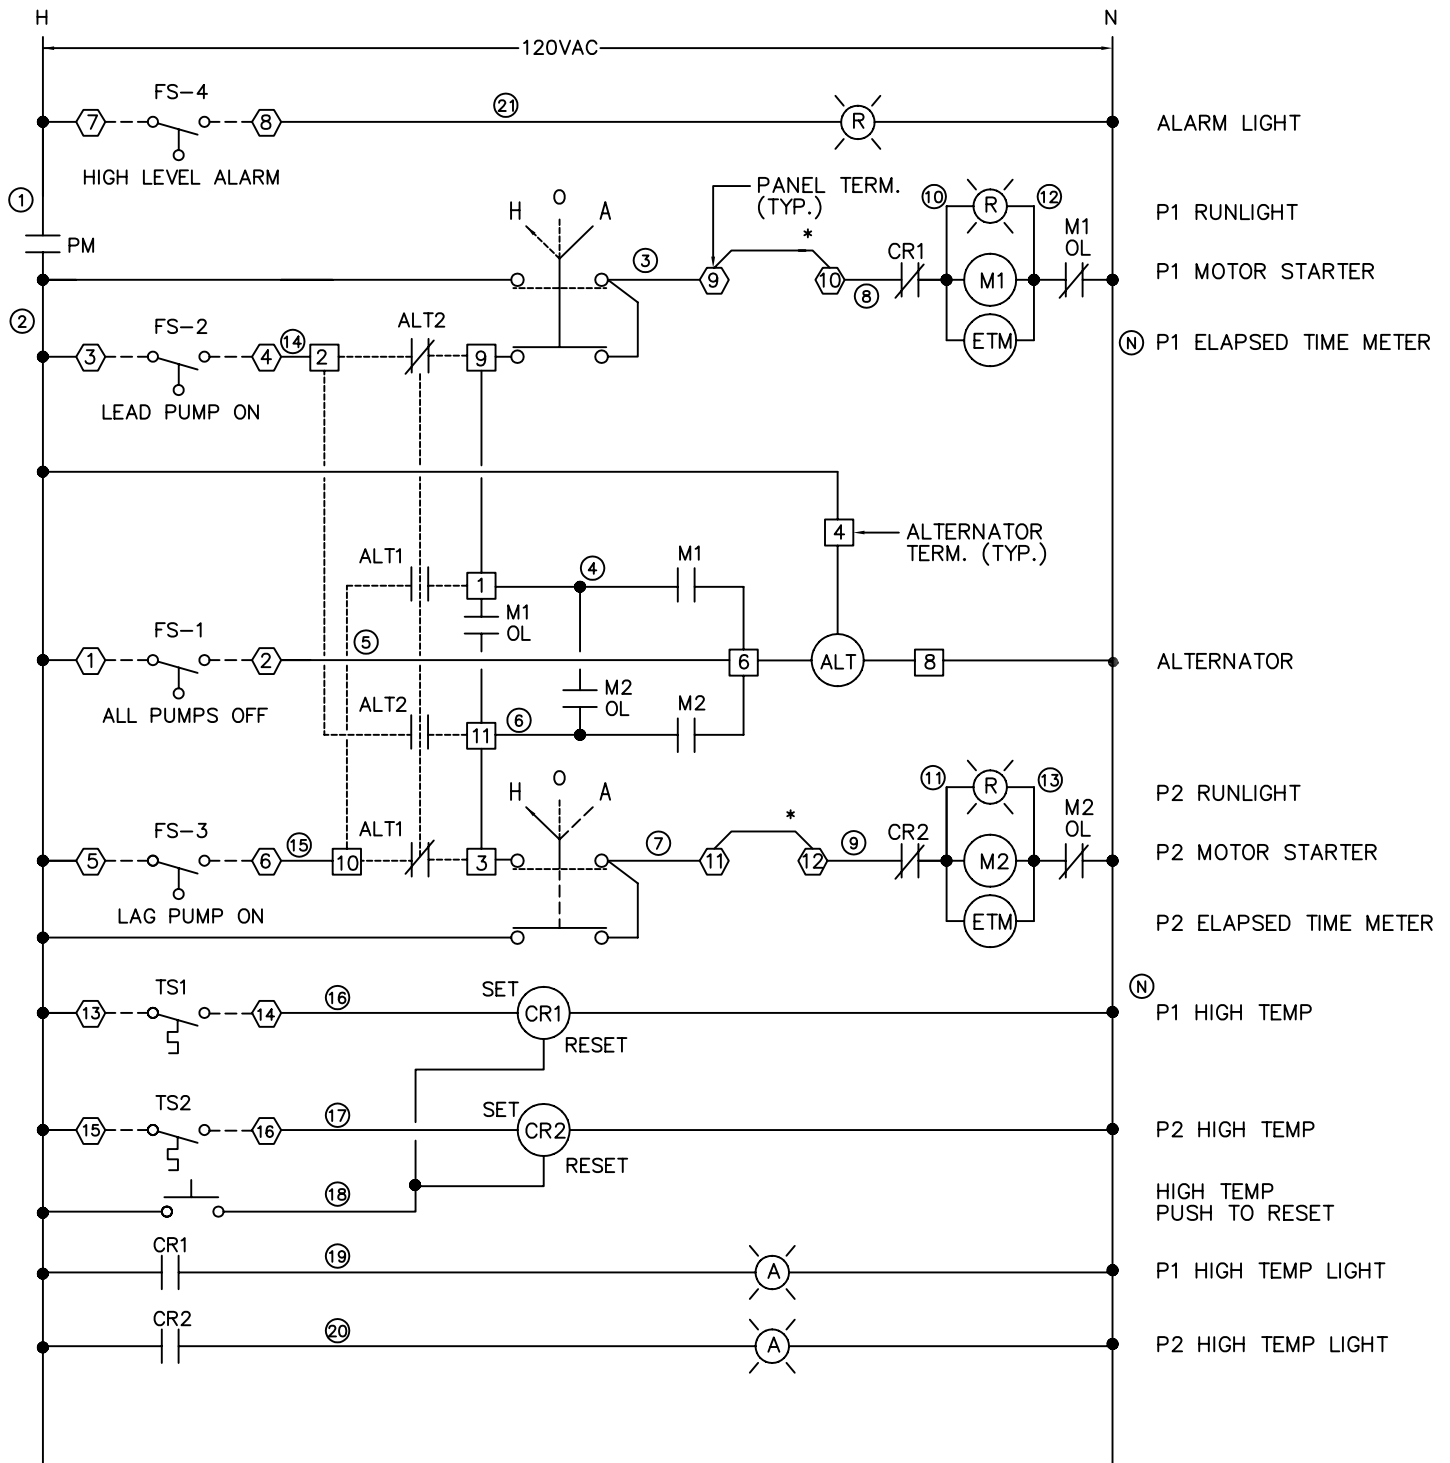 H N
120VAC
FS-4 21
7 8 R ALARM LIGHT
HIGH LEVEL ALARM
1
PM
H O A
PANEL TERM.
(TYP.)
10 R 12 P1 RUNLIGHT
* M1
OL
3 CR1
9 10 8 M1 P1 MOTOR STARTER
2 FS-2 14 ALT2
3 4 2 9 ETM N P1 ELAPSED TIME METER
LEAD PUMP ON
4 ALTERNATOR
TERM. (TYP.)
ALT1 4 M1
1
M1
OL
FS-1 5
1 2 6 ALT 8 ALTERNATOR
ALL PUMPS OFF
M2
OL
ALT2 6 M2
11
H O A
11 R 13 P2 RUNLIGHT
* M2
OL
FS-3 15 ALT1 7 9 CR2
5 6 10 3 11 12 M2 P2 MOTOR STARTER
LAG PUMP ON
ETM P2 ELAPSED TIME METER
TS1 16 SET N
13 14 CR1 P1 HIGH TEMP
RESET
TS2 17 SET
15 16 CR2 P2 HIGH TEMP
RESET
18 HIGH TEMP
PUSH TO RESET
CR1 19
A P1 HIGH TEMP LIGHT
CR2 20
A P2 HIGH TEMP LIGHT